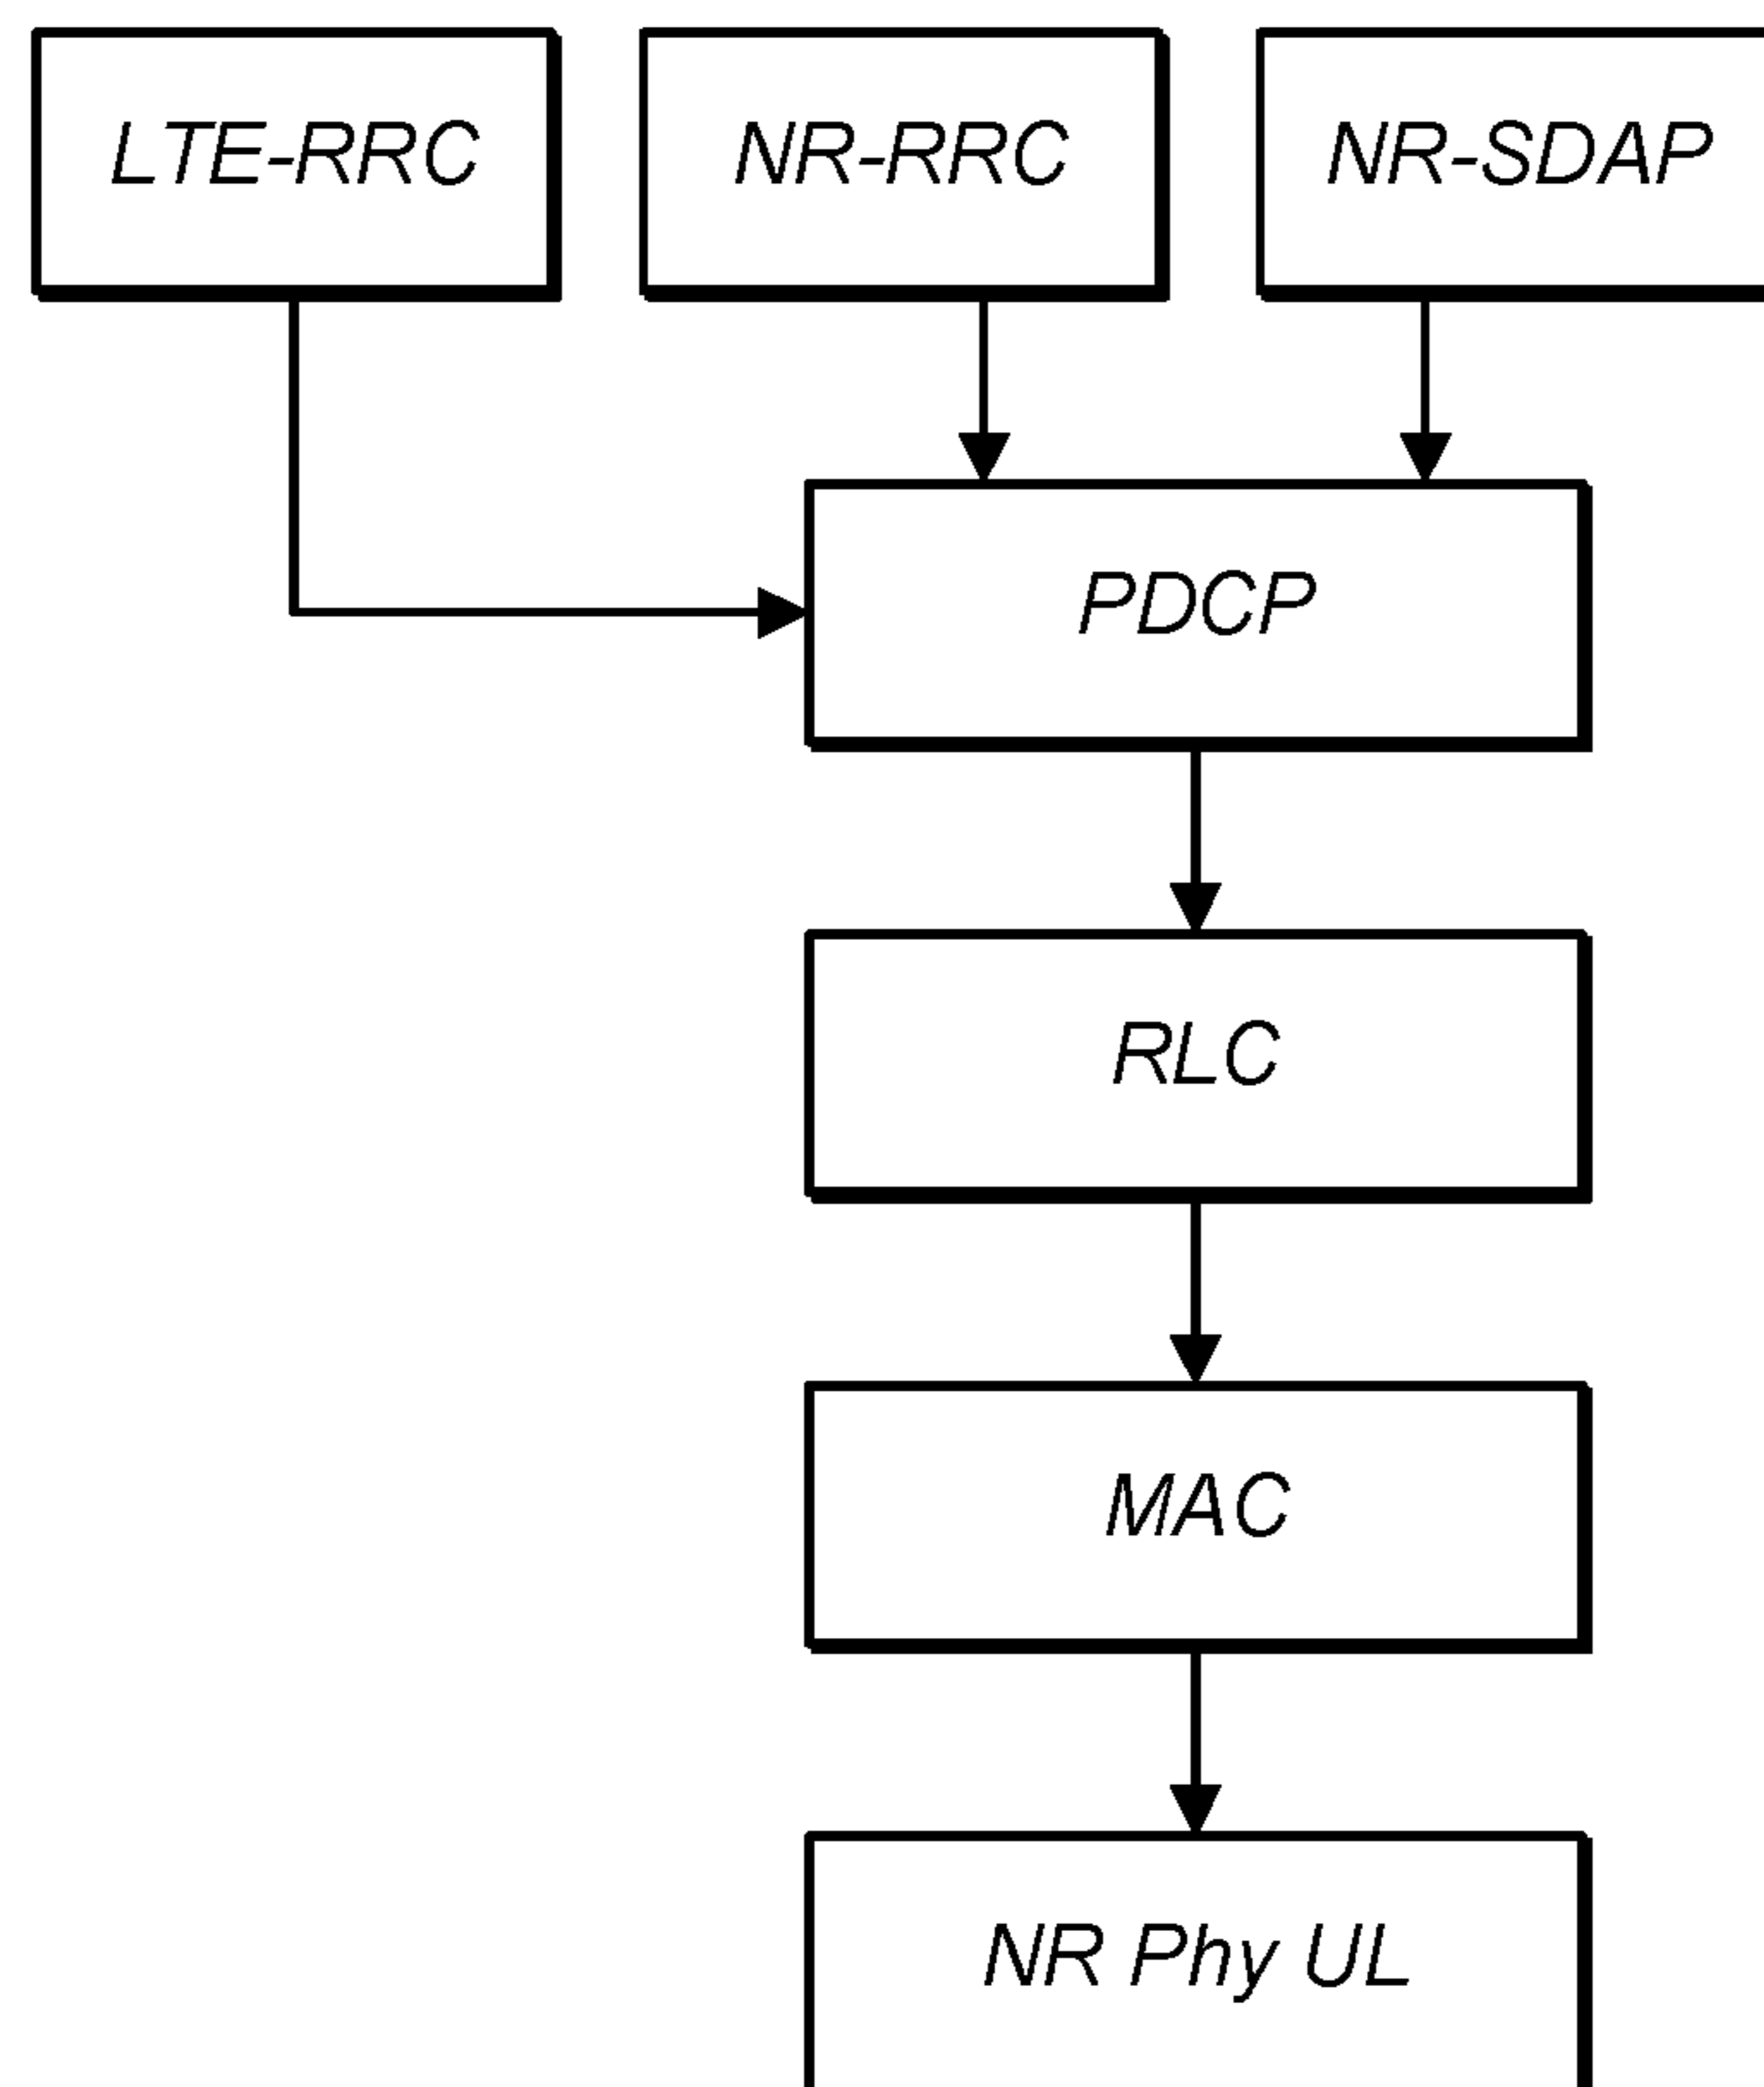 LTE-RRC
NR-RRC
NR-SDAP
PDCP
RLC
MAC
NR Phy UL